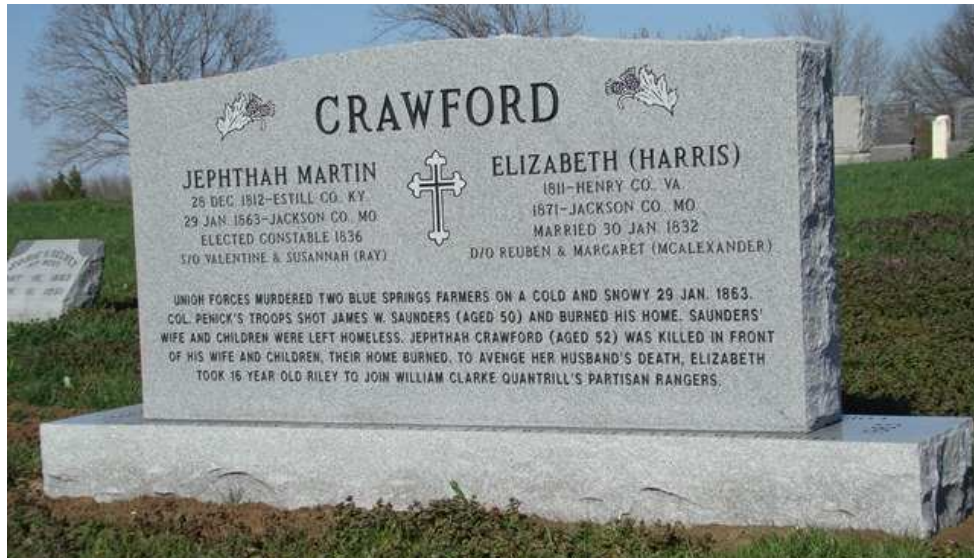 CRAWFORD
JEPHTHAH MARTIN
28 DEC. 1812-ESTILL CO. KY.
29 JAN. 1863-JACKSON CO. MO.
ELECTED CONSTABLE 1836
S/O VALENTINE & SUSANNAH (RAY)
ELIZABETH (HARRIS)
1811-HENRY CO. VA.
1871-JACKSON CO. MO.
MARRIED 30 JAN. 1832
D/O REUBEN & MARGARET (MCALEXANDER)
UNION FORCES MURDERED TWO BLUE SPRINGS FARMERS ON A COLD AND SNOWY 29 JAN. 1863.
COL. PENICK'S TROOPS SHOT JAMES W. SAUNDERS (AGED 50) AND BURNED HIS HOME. SAUNDERS'
WIFE AND CHILDREN WERE LEFT HOMELESS. JEPHTHAH CRAWFORD (AGED 52) WAS KILLED IN FRONT
OF HIS WIFE AND CHILDREN, THEIR HOME BURNED. TO AVENGE HER HUSBAND'S DEATH, ELIZABETH
TOOK 16 YEAR OLD RILEY TO JOIN WILLIAM CLARKE QUANTRILL'S PARTISAN RANGERS.